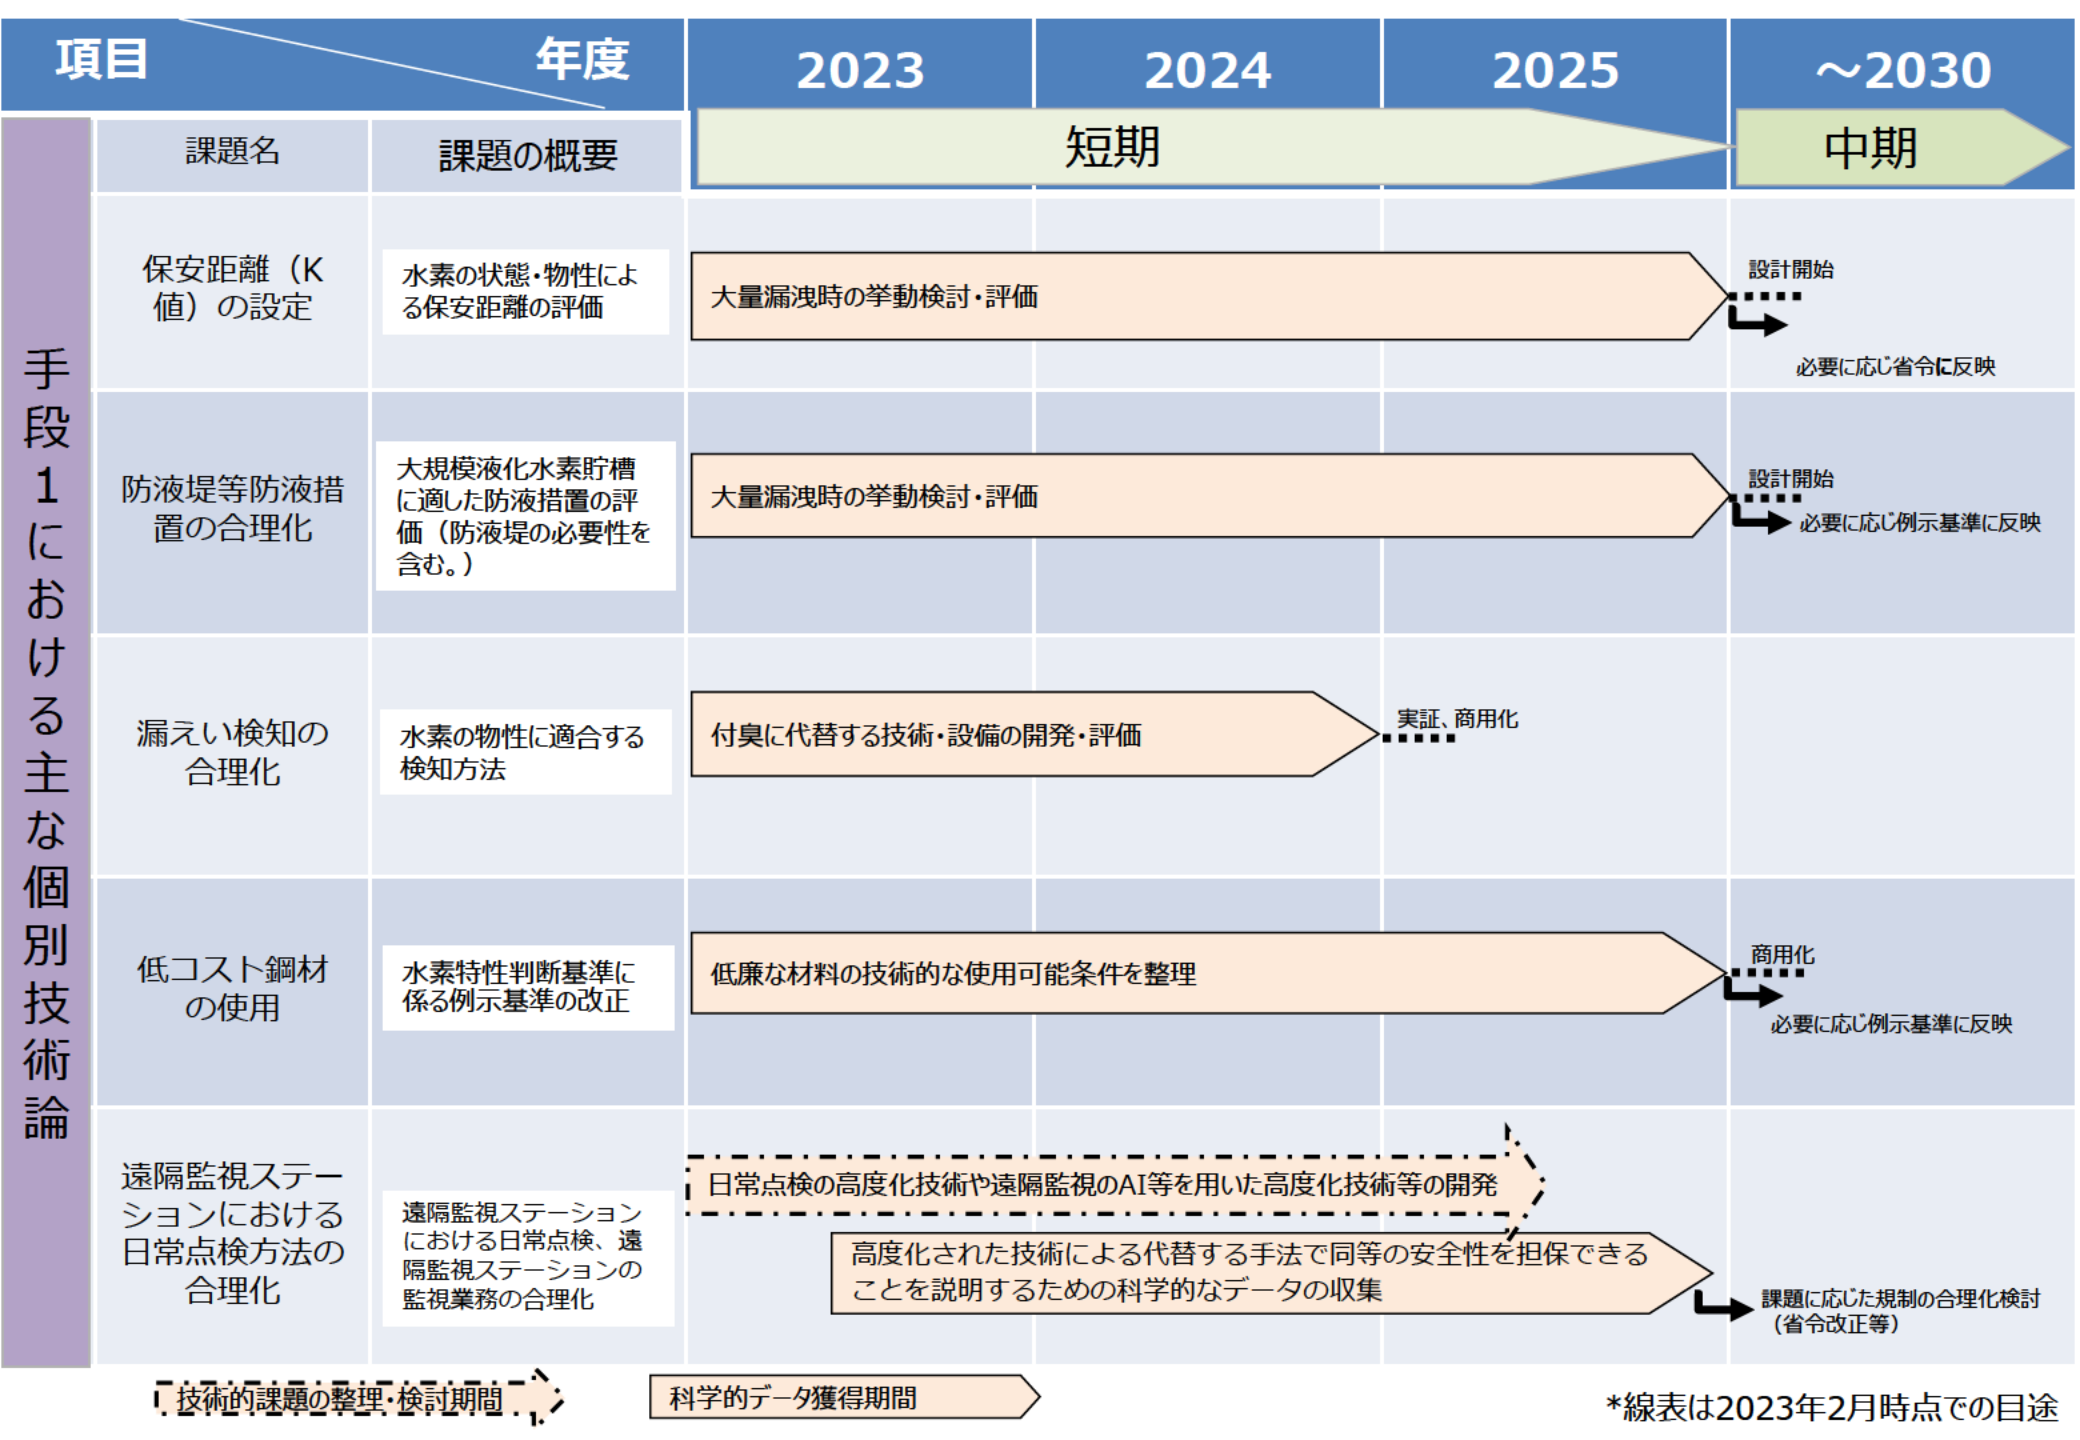 項目
年度
2023
2024
2025
～2030
短期
中期
手段1における主な個別技術論
課題名
課題の概要
保安距離（K
値）の設定
水素の状態・物性によ
る保安距離の評価
大量漏洩時の挙動検討・評価
設計開始
必要に応じ省令に反映
防液堤等防液措
置の合理化
大規模液化水素貯槽
に適した防液措置の評
価（防液堤の必要性を
含む。）
大量漏洩時の挙動検討・評価
設計開始
必要に応じ例示基準に反映
漏えい検知の
合理化
水素の物性に適合する
検知方法
付臭に代替する技術・設備の開発・評価
実証、商用化
低コスト鋼材
の使用
水素特性判断基準に
係る例示基準の改正
低廉な材料の技術的な使用可能条件を整理
商用化
必要に応じ例示基準に反映
遠隔監視ステー
ションにおける
日常点検方法の
合理化
遠隔監視ステーション
における日常点検、遠
隔監視ステーションの
監視業務の合理化
日常点検の高度化技術や遠隔監視のAI等を用いた高度化技術等の開発
高度化された技術による代替する手法で同等の安全性を担保できる
ことを説明するための科学的なデータの収集
課題に応じた規制の合理化検討
（省令改正等）
技術的課題の整理・検討期間
科学的データ獲得期間
*線表は2023年2月時点での目途